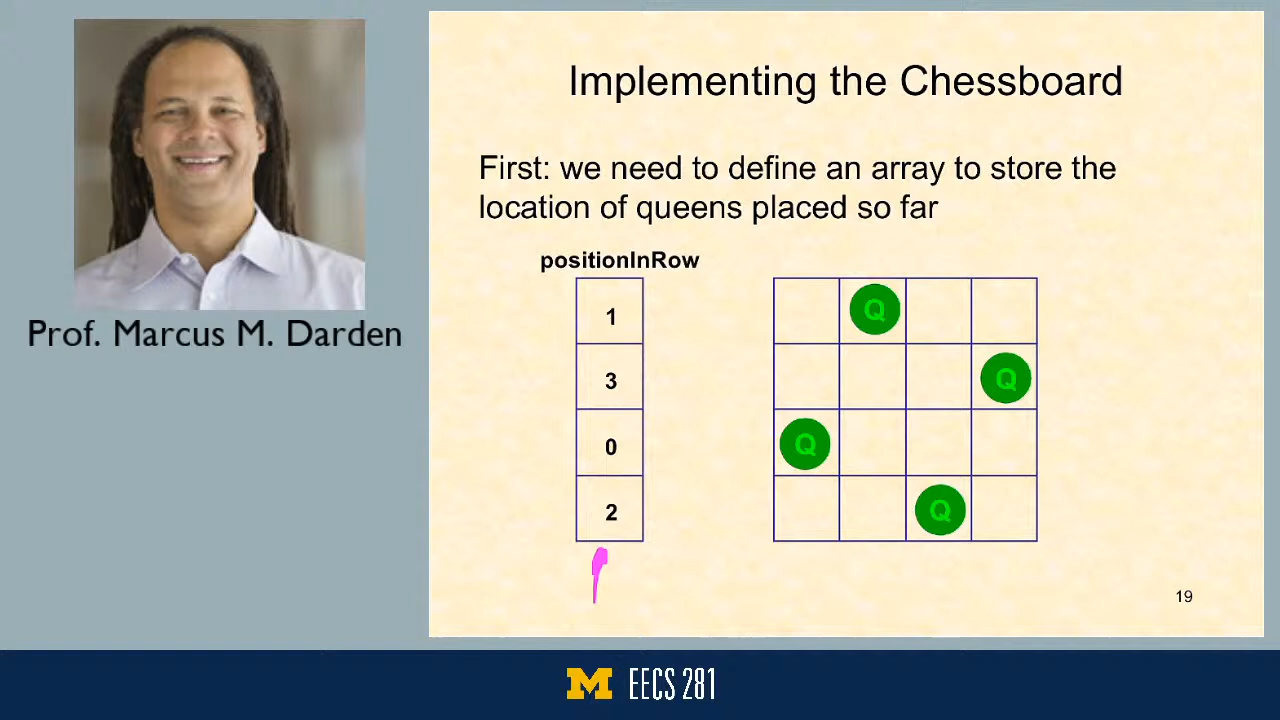 Implementing the Chessboard
First: we need to define an array to store the
location of queens placed so far
positionInRow
1
3
0
2
Q
Q
Q
Q
19
Prof. Marcus M. Darden
M EECS 281